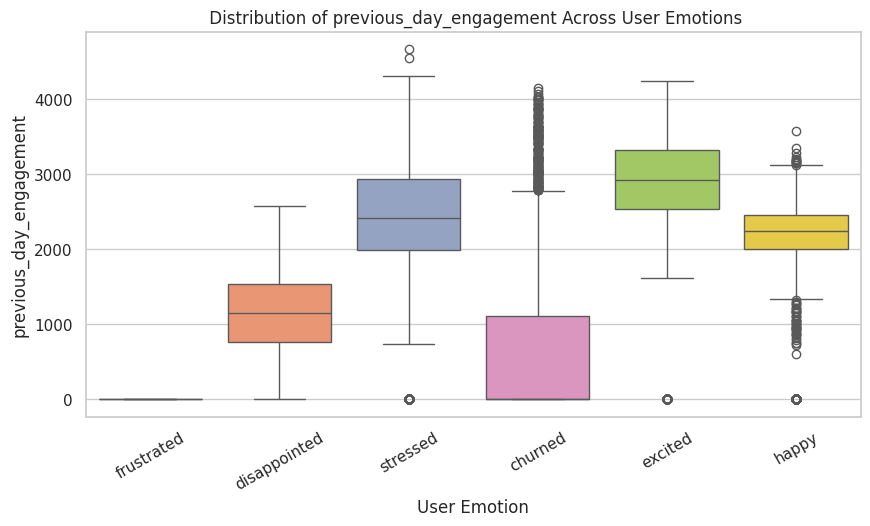 Distribution of previous_day_engagement Across User Emotions
previous_day_engagement
4000
3000
2000
1000
0
frustrated
disappointed
stressed
churned
excited
happy
User Emotion